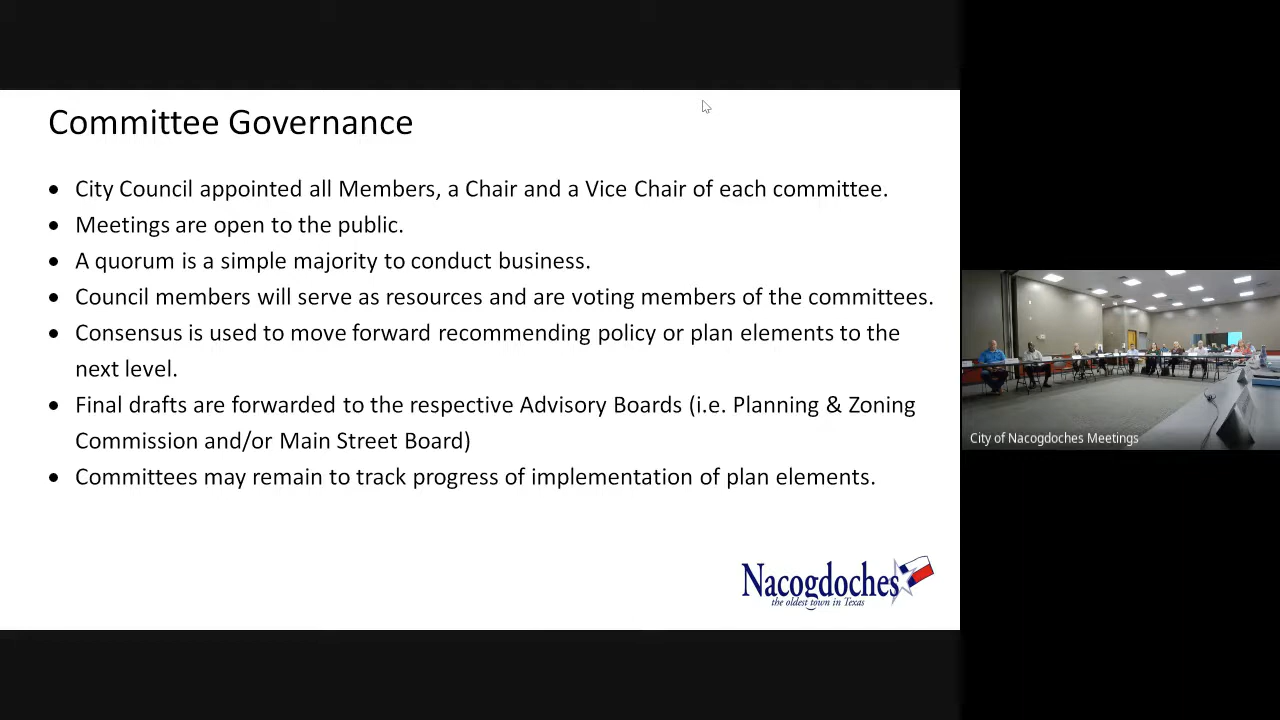 Committee Governance
• City Council appointed all Members, a Chair and a Vice Chair of each committee.
• Meetings are open to the public.
• A quorum is a simple majority to conduct business.
• Council members will serve as resources and are voting members of the committees.
• Consensus is used to move forward recommending policy or plan elements to the
next level.
• Final drafts are forwarded to the respective Advisory Boards (i.e. Planning & Zoning
Commission and/or Main Street Board)
• Committees may remain to track progress of implementation of plan elements.
Nacogdoches
the oldest town in Texas
City of Nacogdoches Meetings